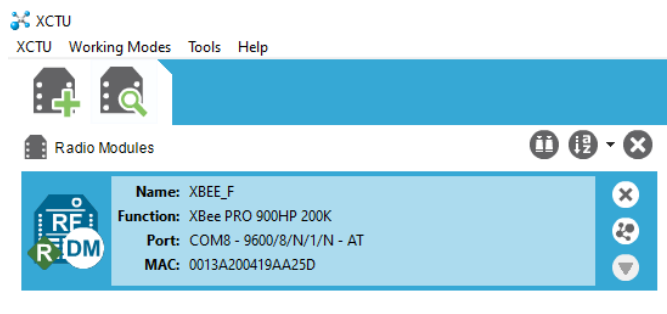 XCTU
XCTU Working Modes Tools Help
Radio Modules
Name: XBEE_F
Function: XBee PRO 900HP 200K
Port: COM8 - 9600/8/N/1/N - AT
MAC: 0013A200419AA25D
RF
R DM